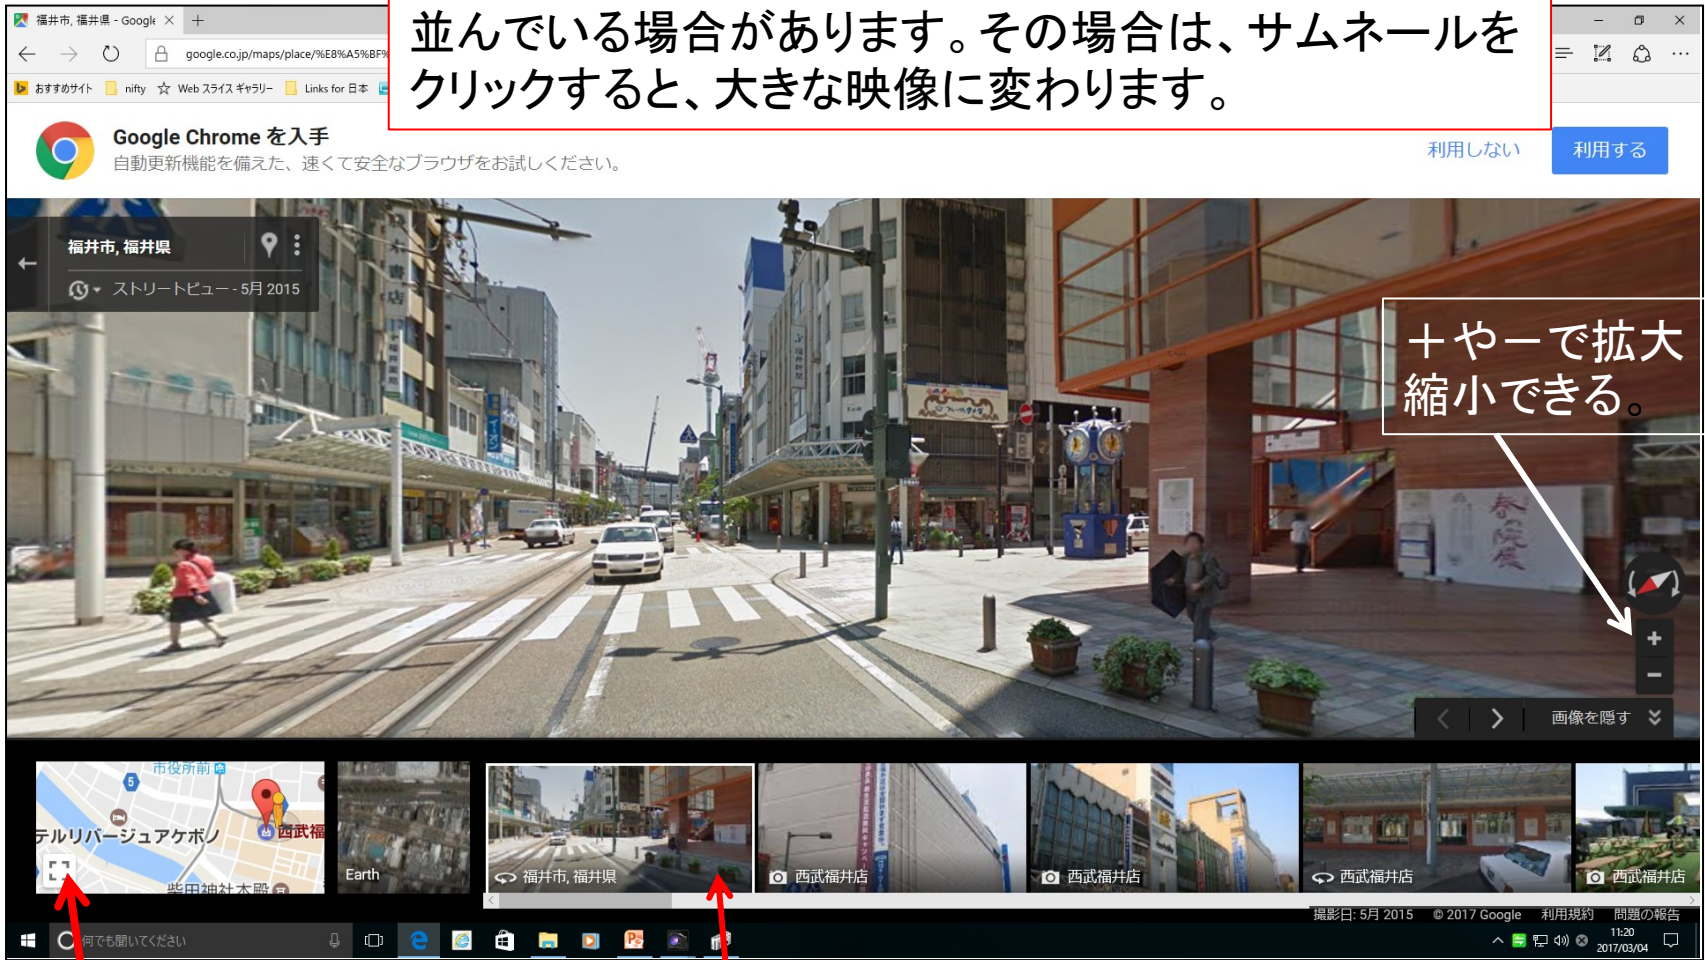 並んでいる場合があります。その場合は、サムネールを
クリックすると、大きな映像に変わります。
福井市, 福井県 - Google
google.co.jp/maps/place/%E8%A5%BF%
おすすめサイト
nifty
Web スライス ギャラリー
Links for 日本
Google Chrome を入手
自動更新機能を備えた、速くて安全なブラウザをお試しください。
利用しない
利用する
福井市, 福井県
ストリートビュー - 5月 2015
＋や－で拡大
縮小できる。
春の院展
画像を隠す
市役所前
5
テルリバージュアケボノ
西武福
柴田神社本殿
Earth
福井市, 福井県
西武福井店
西武福井店
西武福井店
西武福井店
撮影日: 5月 2015 © 2017 Google 利用規約 問題の報告
何でも聞いてください
11:20
2017/03/04